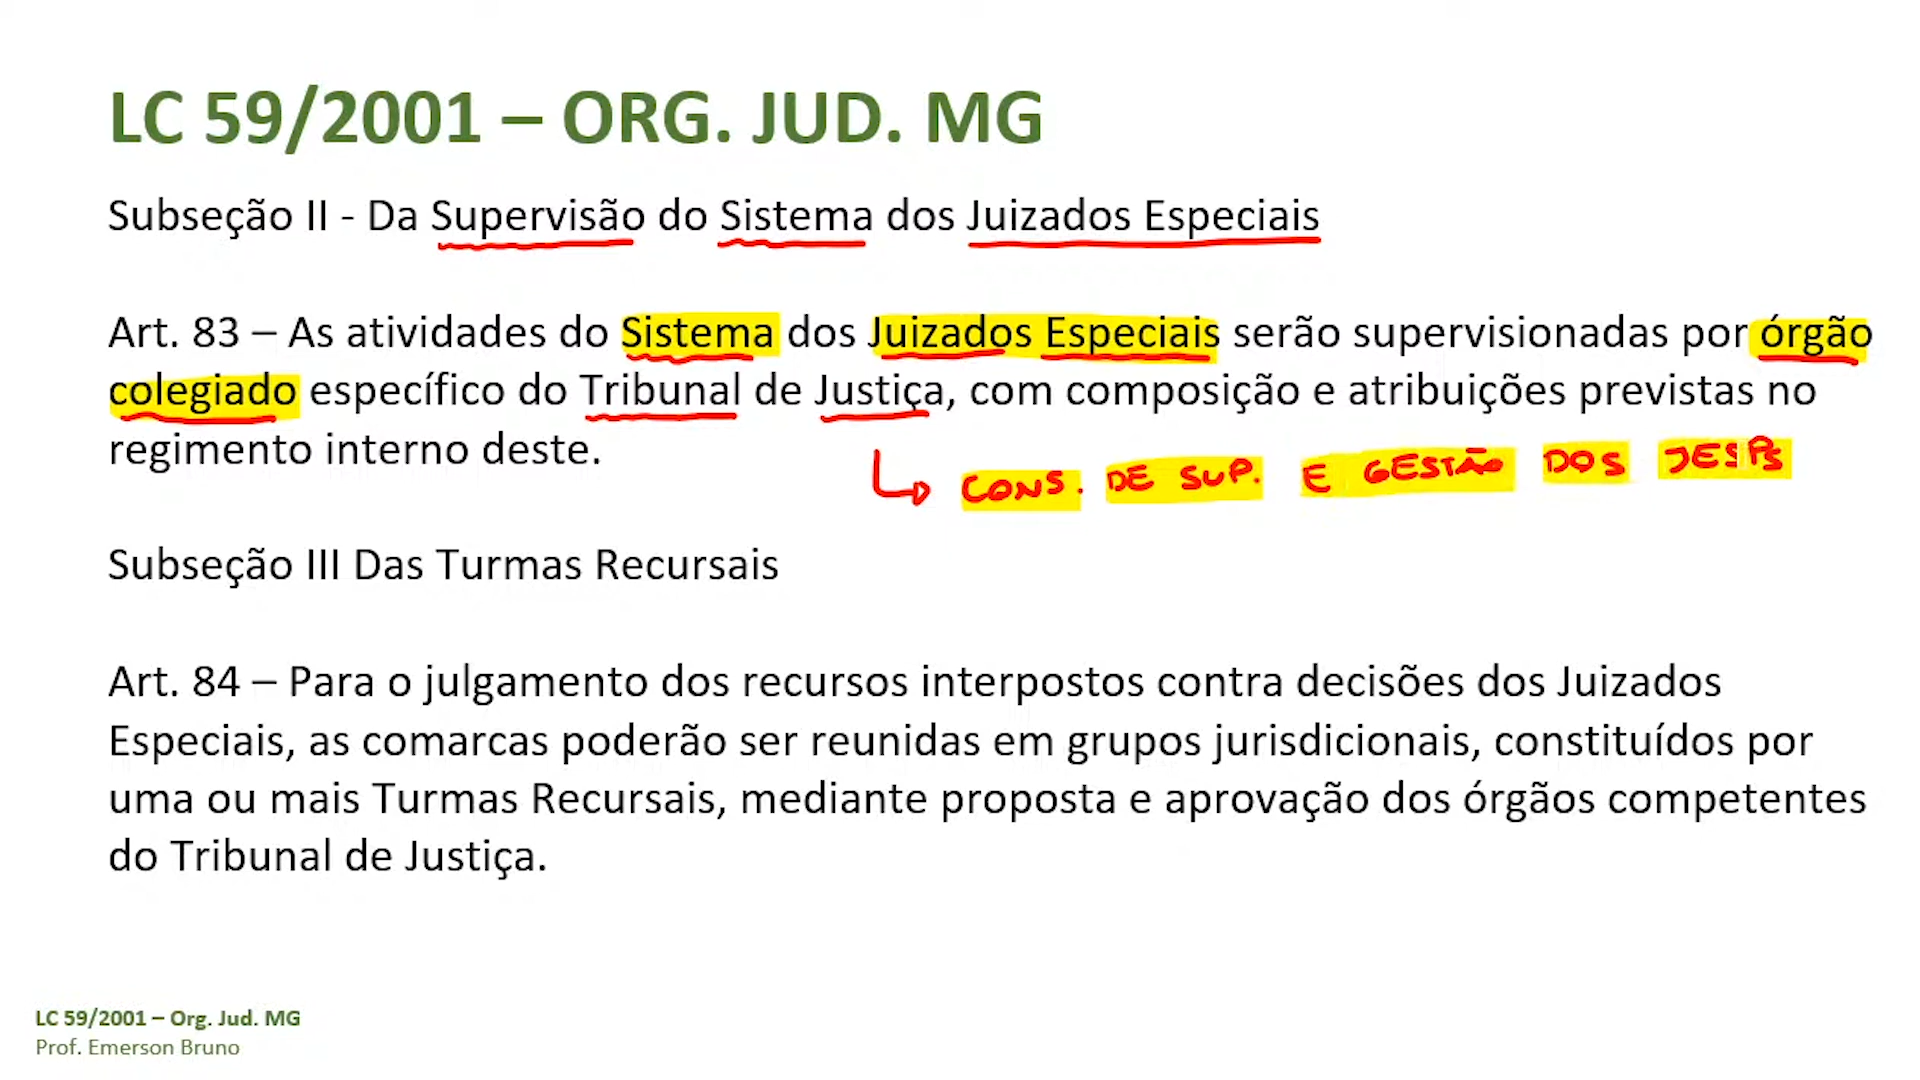 LC 59/2001 – ORG. JUD. MG
Subseção II - Da Supervisão do Sistema dos Juizados Especiais
Art. 83 – As atividades do Sistema dos Juizados Especiais serão supervisionadas por órgão
colegiado específico do Tribunal de Justiça, com composição e atribuições previstas no
regimento interno deste.
CONS. DE SUP. E GESTÃO DOS JESPs
Subseção III Das Turmas Recursais
Art. 84 – Para o julgamento dos recursos interpostos contra decisões dos Juizados
Especiais, as comarcas poderão ser reunidas em grupos jurisdicionais, constituídos por
uma ou mais Turmas Recursais, mediante proposta e aprovação dos órgãos competentes
do Tribunal de Justiça.
LC 59/2001 – Org. Jud. MG
Prof. Emerson Bruno